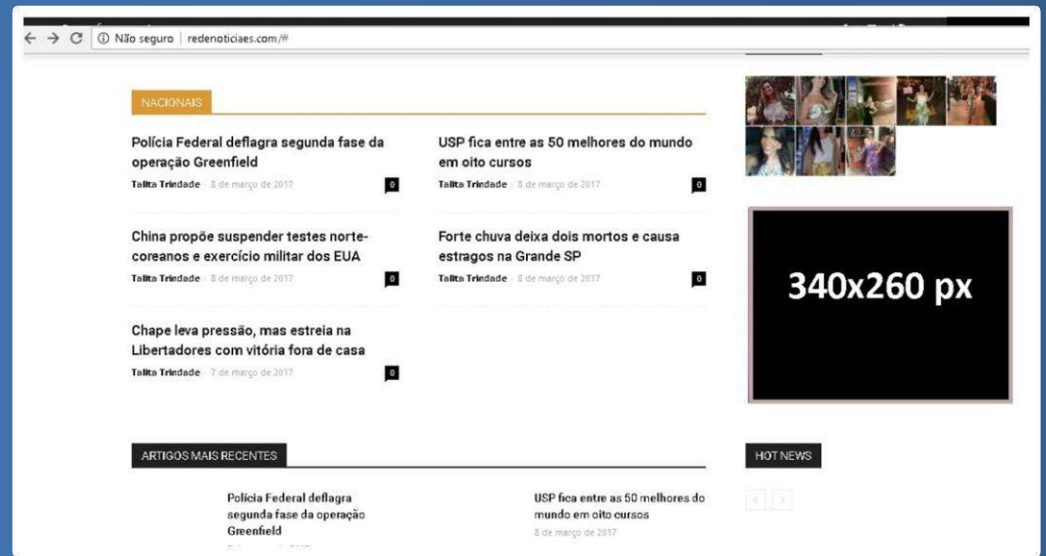 Não seguro | redenoticiaes.com/#
NACIONAIS
Polícia Federal deflagra segunda fase da
operação Greenfield
Talita Trindade - 8 de março de 2017
0
USP fica entre as 50 melhores do mundo
em oito cursos
Talita Trindade - 8 de março de 2017
0
China propõe suspender testes norte-
coreanos e exercício militar dos EUA
Talita Trindade - 8 de março de 2017
0
Forte chuva deixa dois mortos e causa
estragos na Grande SP
Talita Trindade - 8 de março de 2017
0
Chape leva pressão, mas estreia na
Libertadores com vitória fora de casa
Talita Trindade - 7 de março de 2017
0
340x260 px
ARTIGOS MAIS RECENTES
Polícia Federal deflagra
segunda fase da operação
Greenfield
USP fica entre as 50 melhores do
mundo em oito cursos
8 de março de 2017
HOT NEWS